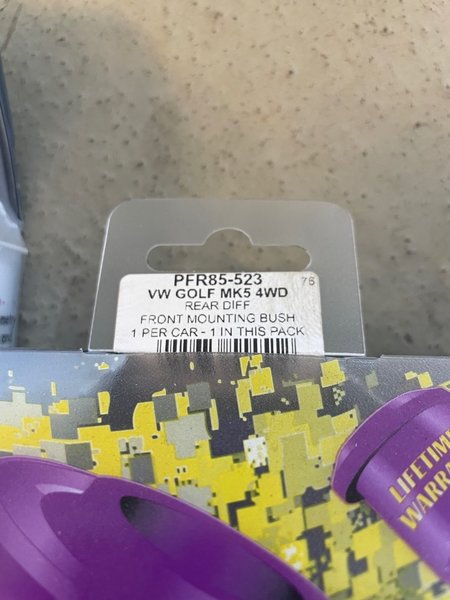 PFR85-523
76
VW GOLF MK5 4WD
REAR DIFF
FRONT MOUNTING BUSH
1 PER CAR - 1 IN THIS PACK
LIFETIM
WARRA